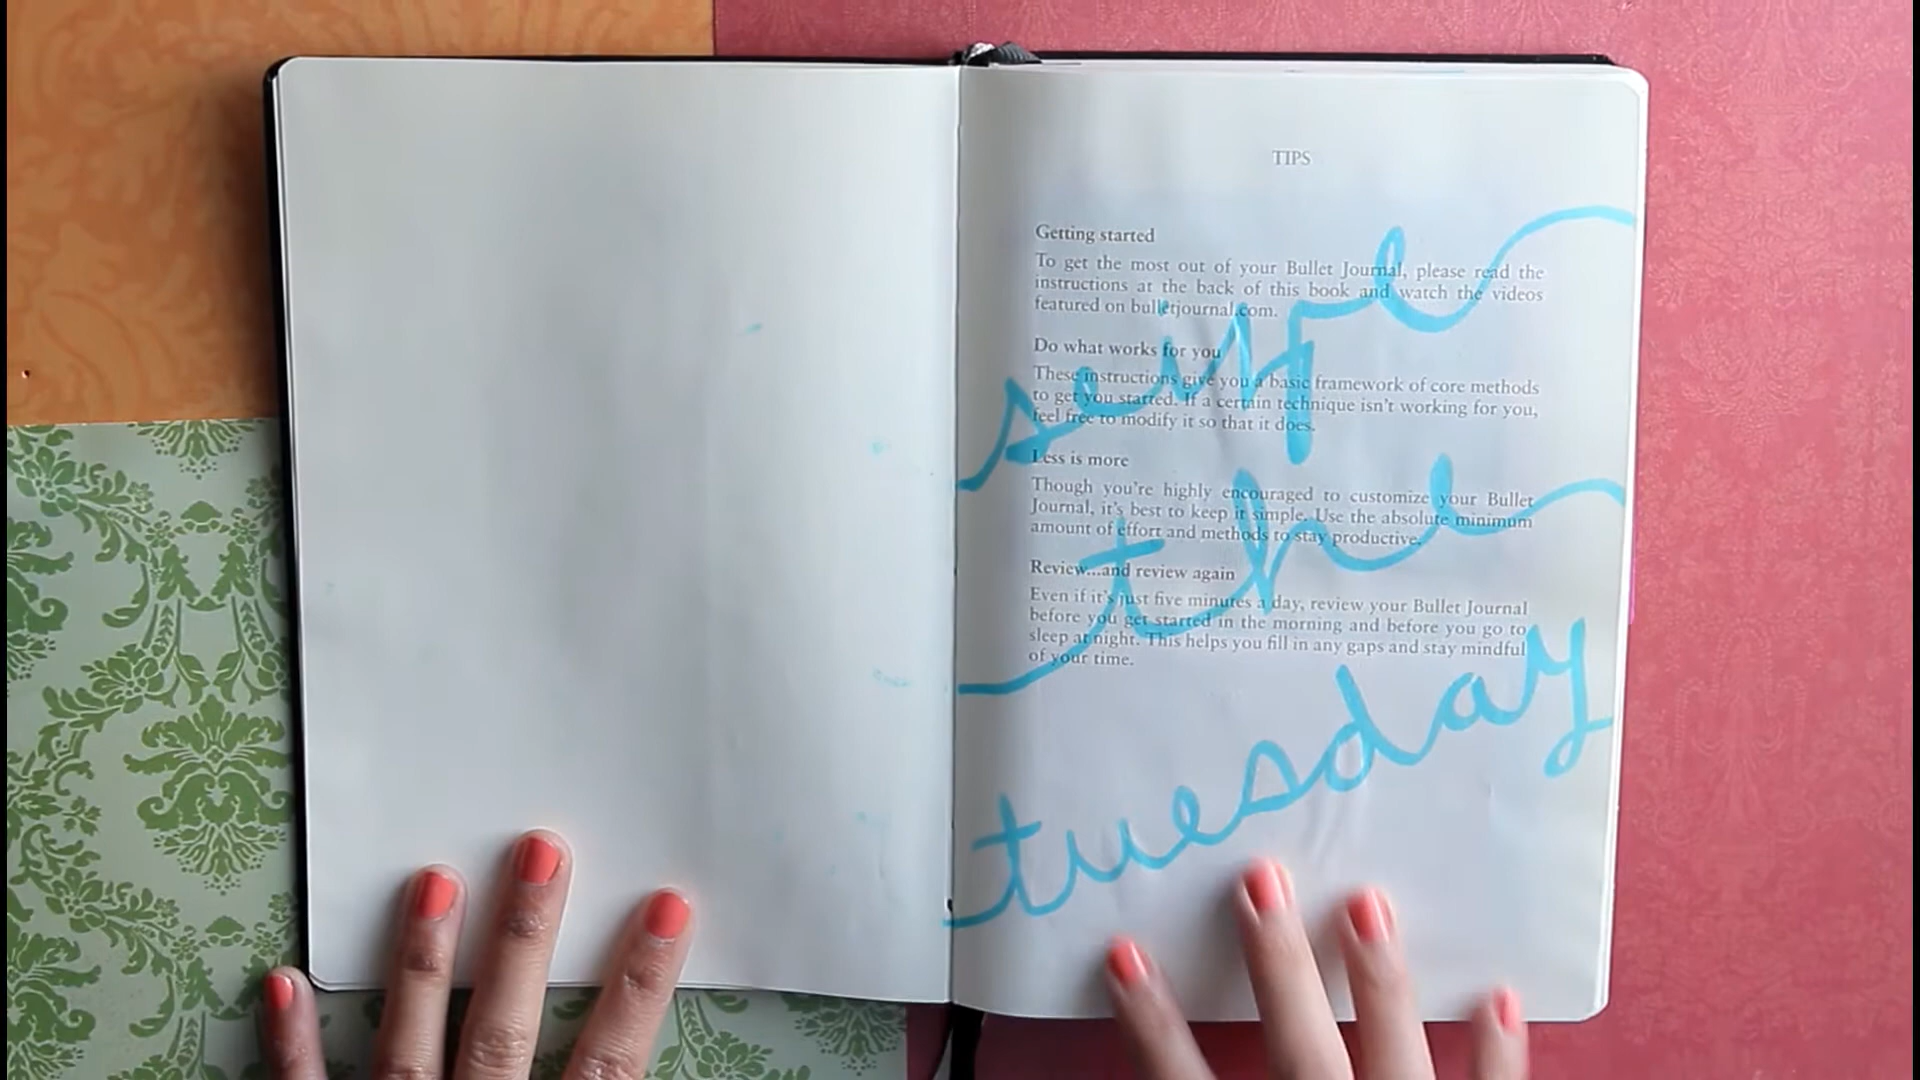 TIPS
Getting started
To get the most out of your Bullet Journal, please read the
instructions at the back of this book and watch the videos
featured on bulletjournal.com.
Do what works for you
These instructions give you a basic framework of core methods
to get you started. If a certain technique isn't working for you,
feel free to modify it so that it does.
Less is more
Though you're highly encouraged to customize your Bullet
Journal, it's best to keep it simple. Use the absolute minimum
amount of effort and methods to stay productive.
Review...and review again
Even if it's just five minutes a day, review your Bullet Journal
before you get started in the morning and before you go to
sleep at night. This helps you fill in any gaps and stay mindful
of your time.
seize
the
tuesday